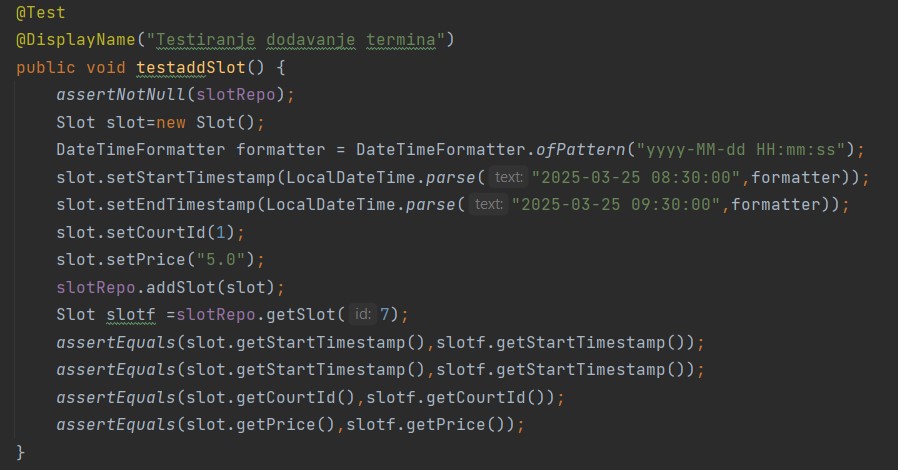 @Test
@DisplayName("Testiranje dodavanje termina")
public void testaddSlot() {
    assertNotNull(slotRepo);
    Slot slot=new Slot();
    DateTimeFormatter formatter = DateTimeFormatter.ofPattern("yyyy-MM-dd HH:mm:ss");
    slot.setStartTimestamp(LocalDateTime.parse( text: "2025-03-25 08:30:00",formatter));
    slot.setEndTimestamp(LocalDateTime.parse( text: "2025-03-25 09:30:00",formatter));
    slot.setCourtId(1);
    slot.setPrice("5.0");
    slotRepo.addSlot(slot);
    Slot slotf =slotRepo.getSlot( id: 7);
    assertEquals(slot.getStartTimestamp(),slotf.getStartTimestamp());
    assertEquals(slot.getStartTimestamp(),slotf.getStartTimestamp());
    assertEquals(slot.getCourtId(),slotf.getCourtId());
    assertEquals(slot.getPrice(),slotf.getPrice());
}